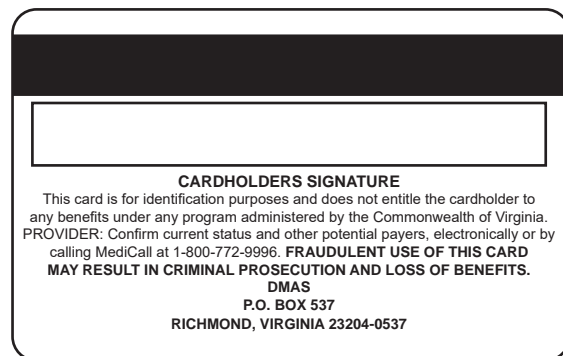 CARDHOLDERS SIGNATURE
This card is for identification purposes and does not entitle the cardholder to
any benefits under any program administered by the Commonwealth of Virginia.
PROVIDER: Confirm current status and other potential payers, electronically or by
calling MediCall at 1-800-772-9996. FRAUDULENT USE OF THIS CARD
MAY RESULT IN CRIMINAL PROSECUTION AND LOSS OF BENEFITS.
DMAS
P.O. BOX 537
RICHMOND, VIRGINIA 23204-0537